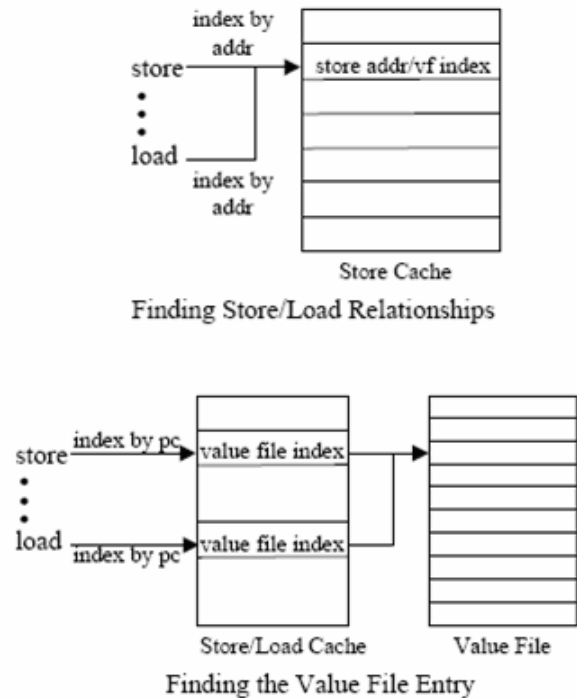 index by
addr
store
store addr/vf index
load
index by
addr
Store Cache
Finding Store/Load Relationships
index by pc
store
value file index
load
value file index
index by pc
Store/Load Cache
Value File
Finding the Value File Entry